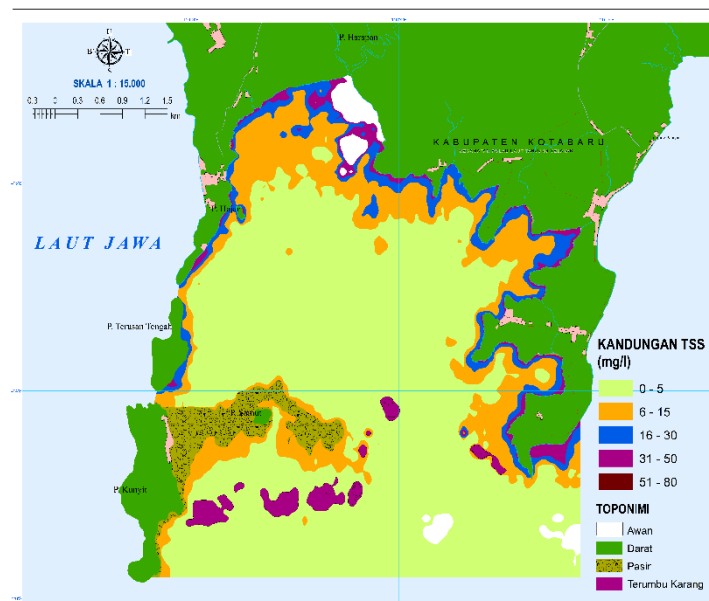 P. Harapan
U
B
T
SKALA 1 : 15.000
0.3 0 0.3 0.6 0.9 1.2 1.5
km
KABUPATEN KOTABARU
LAUT JAWA
P. Terusan Tengah
P. Kunyit
KANDUNGAN TSS
(mg/l)
0 - 5
6 - 15
16 - 30
31 - 50
51 - 80
TOPONIMI
Awan
Darat
Pasir
Terumbu Karang